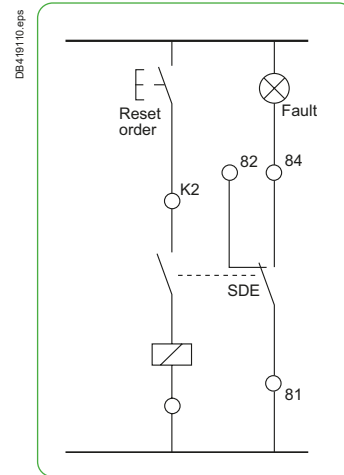 DB419110.eps
Reset
order
Fault
82
84
K2
SDE
81